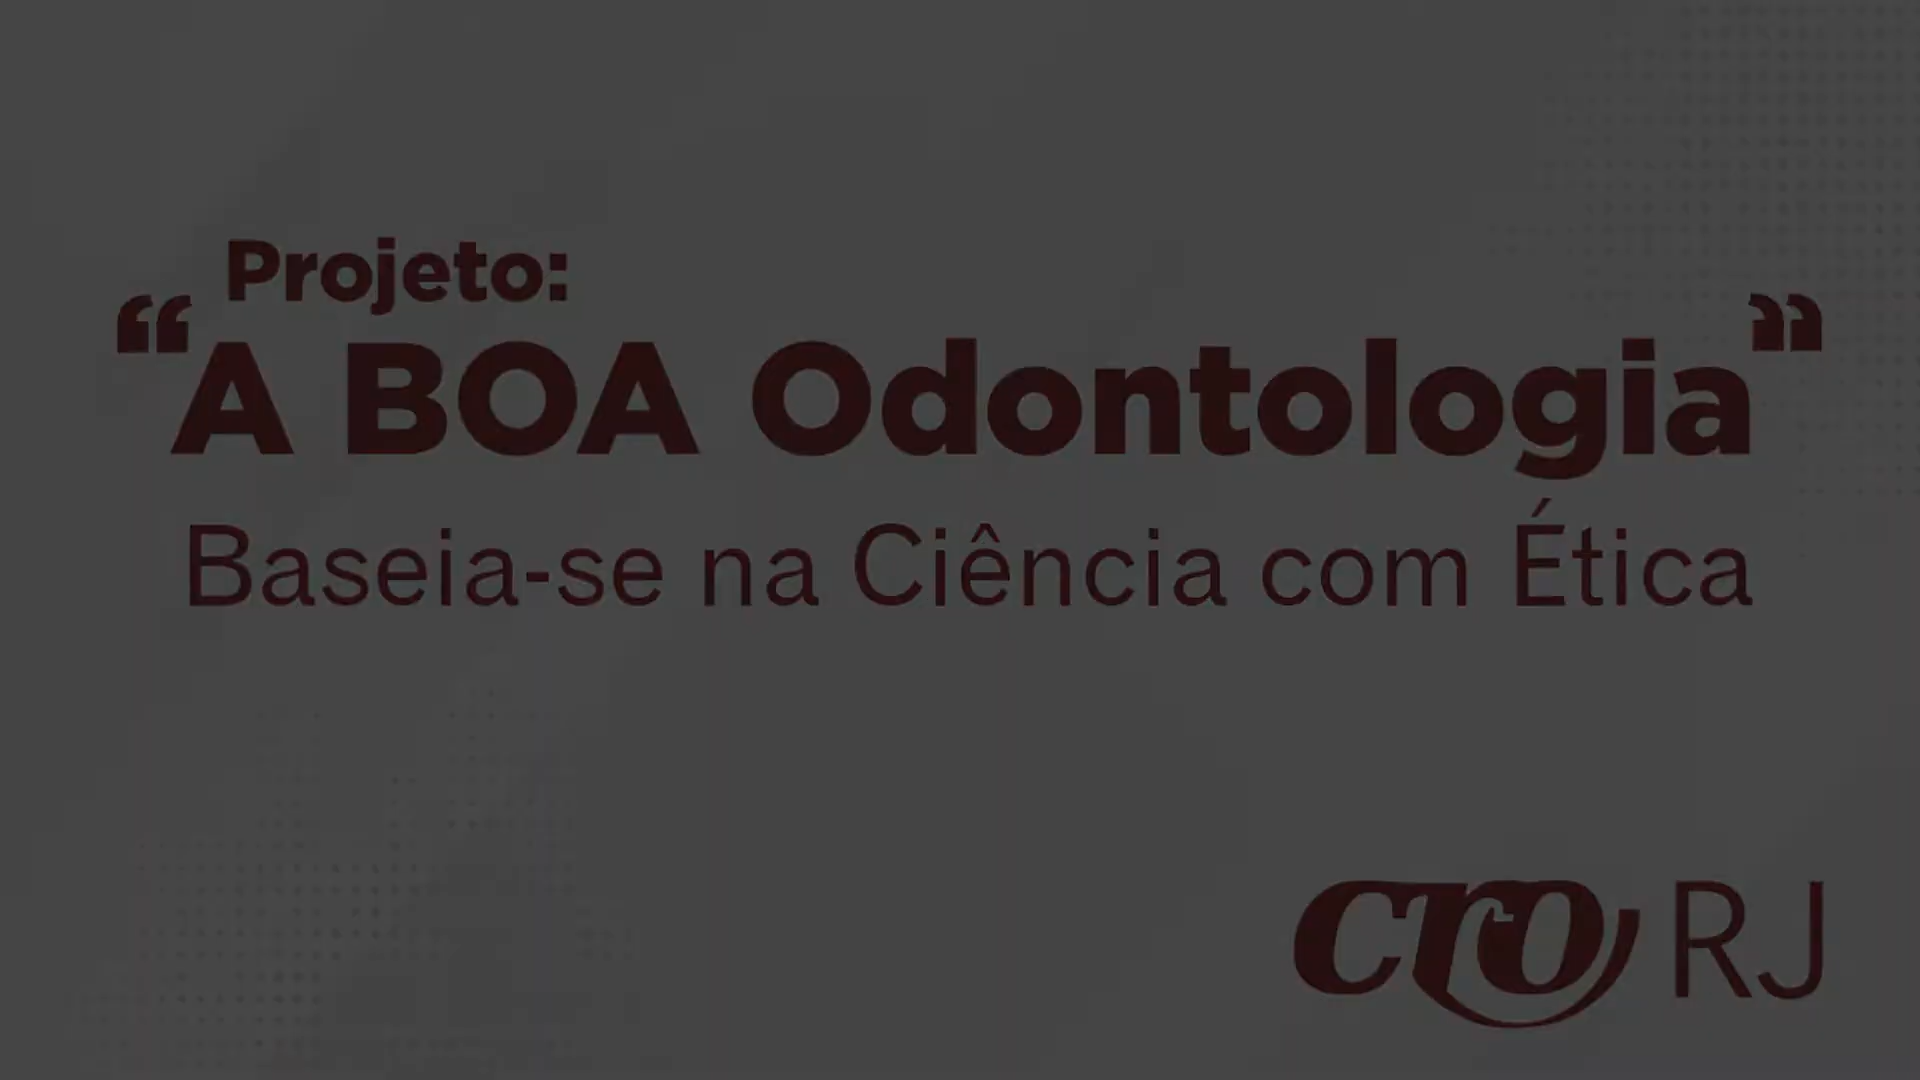 Projeto:
“A BOA Odontologia”
Baseia-se na Ciência com Ética
cro RJ